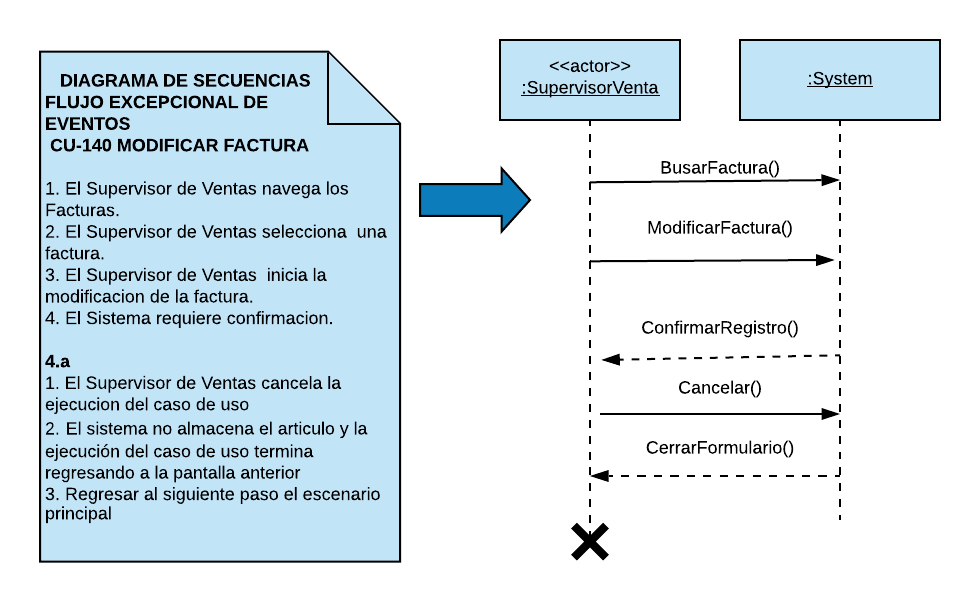 DIAGRAMA DE SECUENCIAS
FLUJO EXCEPCIONAL DE
EVENTOS
CU-140 MODIFICAR FACTURA
1. El Supervisor de Ventas navega los
Facturas.
2. El Supervisor de Ventas selecciona una
factura.
3. El Supervisor de Ventas inicia la
modificacion de la factura.
4. El Sistema requiere confirmacion.
4.a
1. El Supervisor de Ventas cancela la
ejecucion del caso de uso
2. El sistema no almacena el articulo y la
ejecución del caso de uso termina
regresando a la pantalla anterior
3. Regresar al siguiente paso el escenario
principal
<<actor>>
:SupervisorVenta
:System
BusarFactura()
ModificarFactura()
ConfirmarRegistro()
Cancelar()
CerrarFormulario()